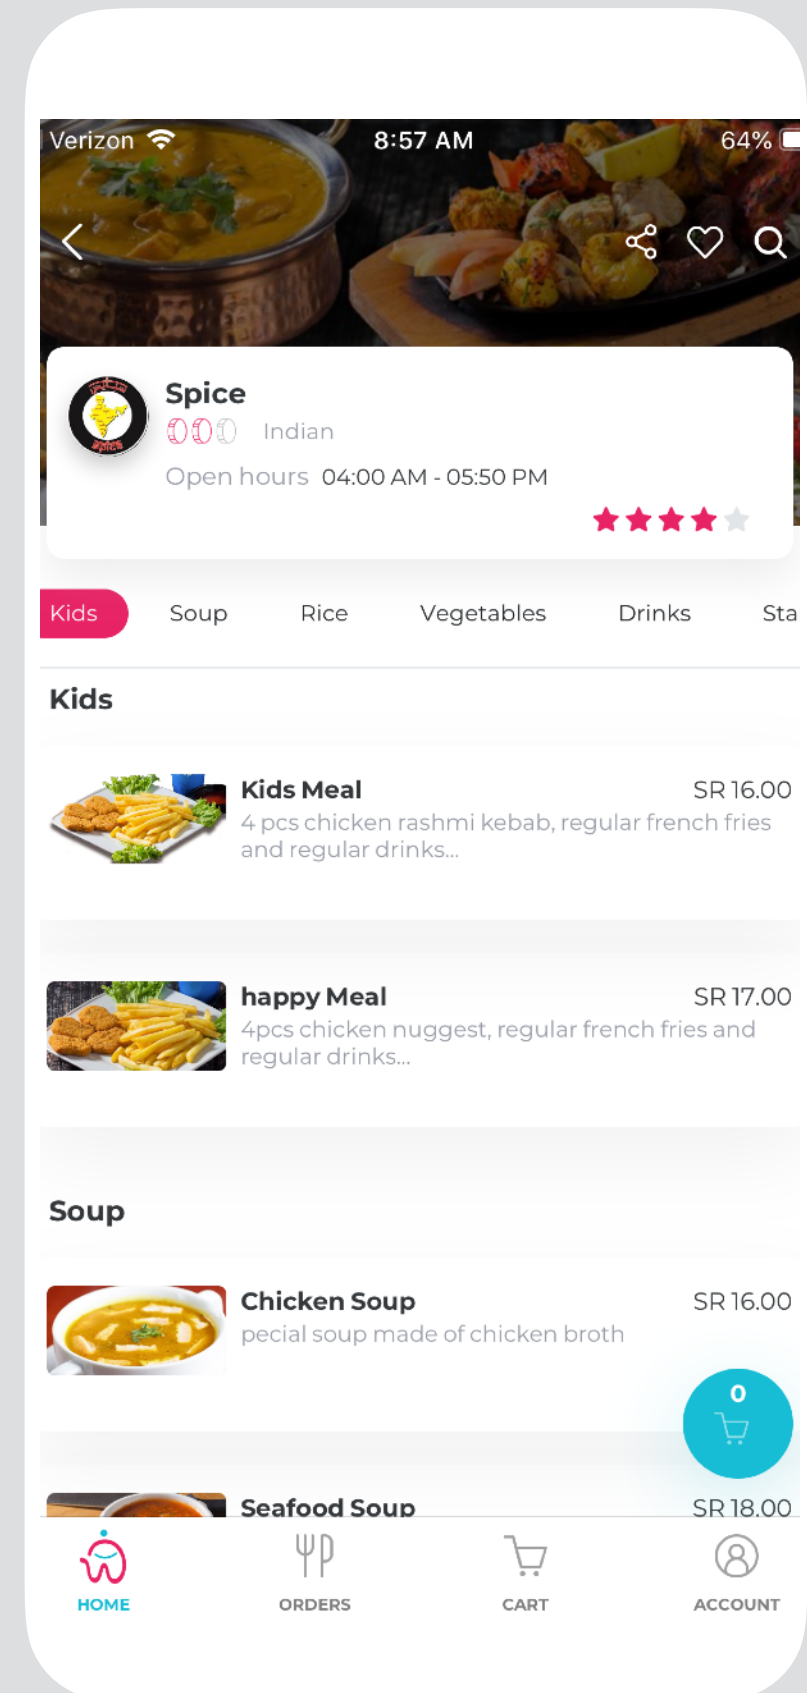 Verizon 8:57 AM 64%
Spice
Indian
Open hours 04:00 AM - 05:50 PM
Kids Soup Rice Vegetables Drinks Sta
Kids
Kids Meal SR 16.00
4 pcs chicken rashmi kebab, regular french fries
and regular drinks...
happy Meal SR 17.00
4pcs chicken nuggest, regular french fries and
regular drinks...
Soup
Chicken Soup SR 16.00
pecial soup made of chicken broth
0
Seafood Soup SR 18.00
HOME ORDERS CART ACCOUNT